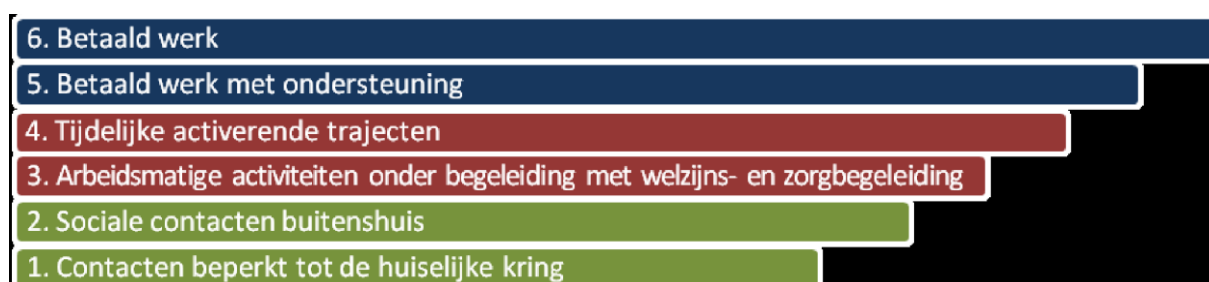 6. Betaald werk
5. Betaald werk met ondersteuning
4. Tijdelijke activerende trajecten
3. Arbeidsmatige activiteiten onder begeleiding met welzijns- en zorgbegeleiding
2. Sociale contacten buitenshuis
1. Contacten beperkt tot de huiselijke kring